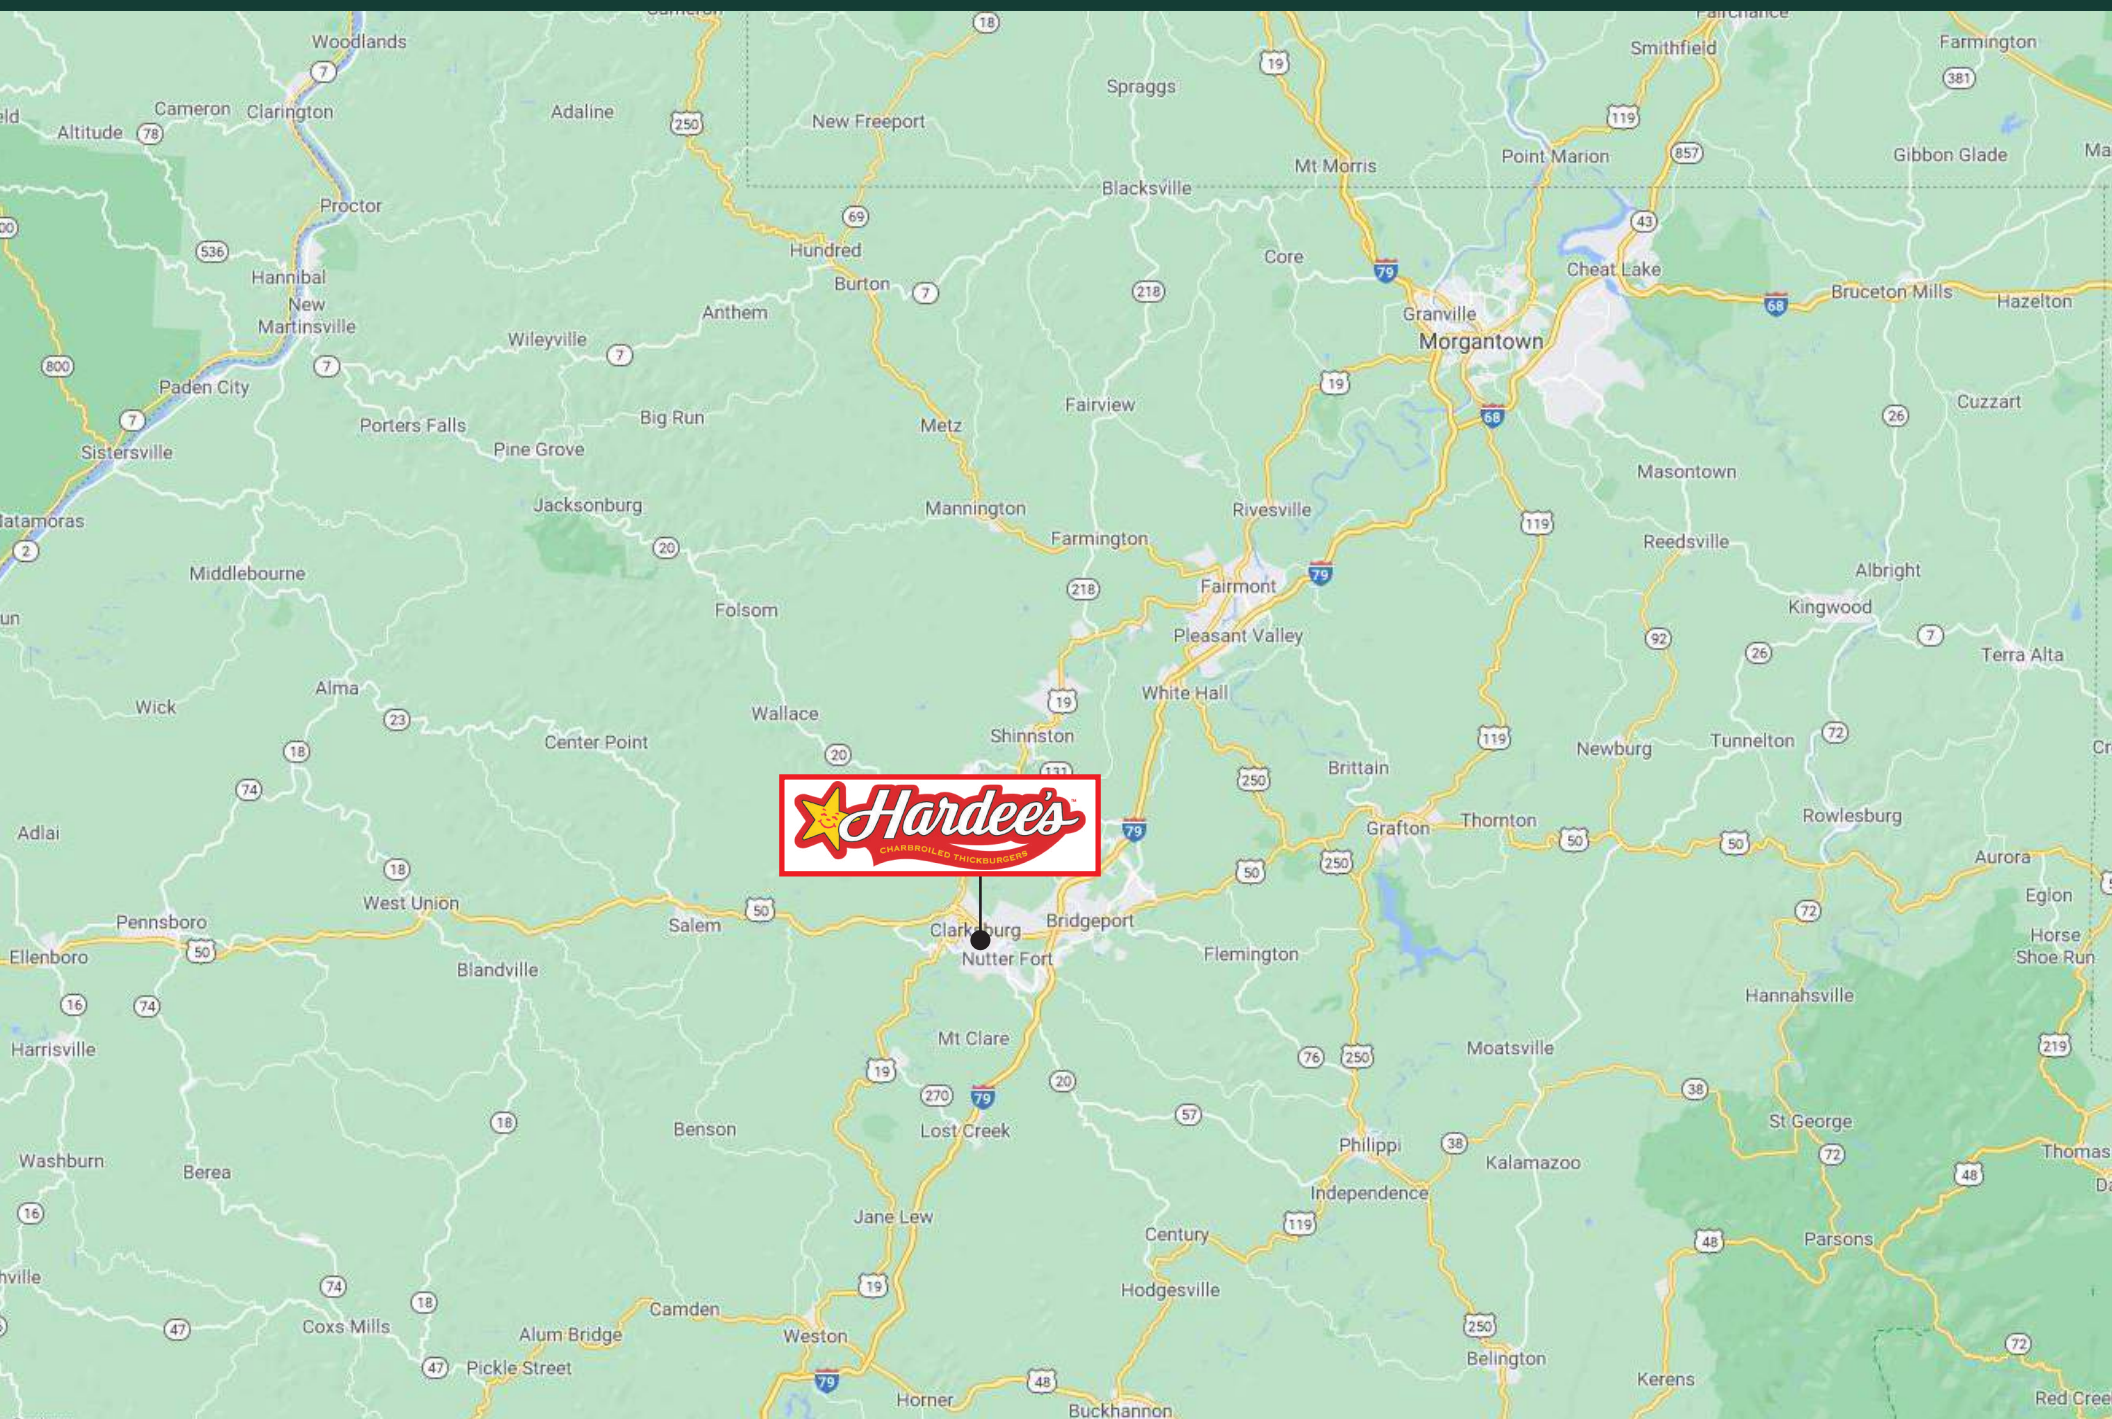 Woodlands
18
Farmington
7
19
Smithfield
381
Spraggs
Cameron
Clarington
Adaline
119
Altitude
78
250
New Freeport
857
Gibbon Glade
Mt Morris
Point Marion
Blacksville
Proctor
69
43
536
Hundred
Core
79
Cheat Lake
Hannibal
Burton
7
218
68
Bruceton Mills
Hazelton
New
Martinsville
Anthem
Granville
Wileyville
7
Morgantown
800
7
Paden City
19
Cuzzart
7
Porters Falls
Big Run
Fairview
68
26
Metz
Sistersville
Pine Grove
Masontown
Jacksonburg
Mannington
Rivesville
119
2
20
Farmington
Reedsville
Middlebourne
79
Albright
218
Fairmont
Folsom
Kingwood
Pleasant Valley
92
7
26
Terra Alta
Alma
White Hall
Wick
19
23
Wallace
Shinnston
119
72
18
Center Point
20
Newburg
Tunnelton
131
250
Brittain
74
Hardee's
CHARBROILED THICKBURGERS
Adlai
79
Grafton
Thornton
50
50
Rowlesburg
18
50
250
Aurora
West Union
50
Eglon
Pennsboro
Salem
Clarksburg
Bridgeport
72
50
Ellenboro
Nutter Fort
Flemington
Horse
Shoe Run
Blandville
16
74
Hannahsville
Mt Clare
Harrisville
76
250
Moatsville
219
19
20
270
79
38
18
Benson
Lost Creek
57
St George
Philippi
38
Washburn
Berea
Kalamazoo
72
48
Independence
16
Jane Lew
119
Century
48
Parsons
74
19
Hodgesville
18
Camden
47
Coxs Mills
Alum Bridge
Weston
250
72
47
Pickle Street
79
48
Belington
Horner
Kerens
Buckhannon